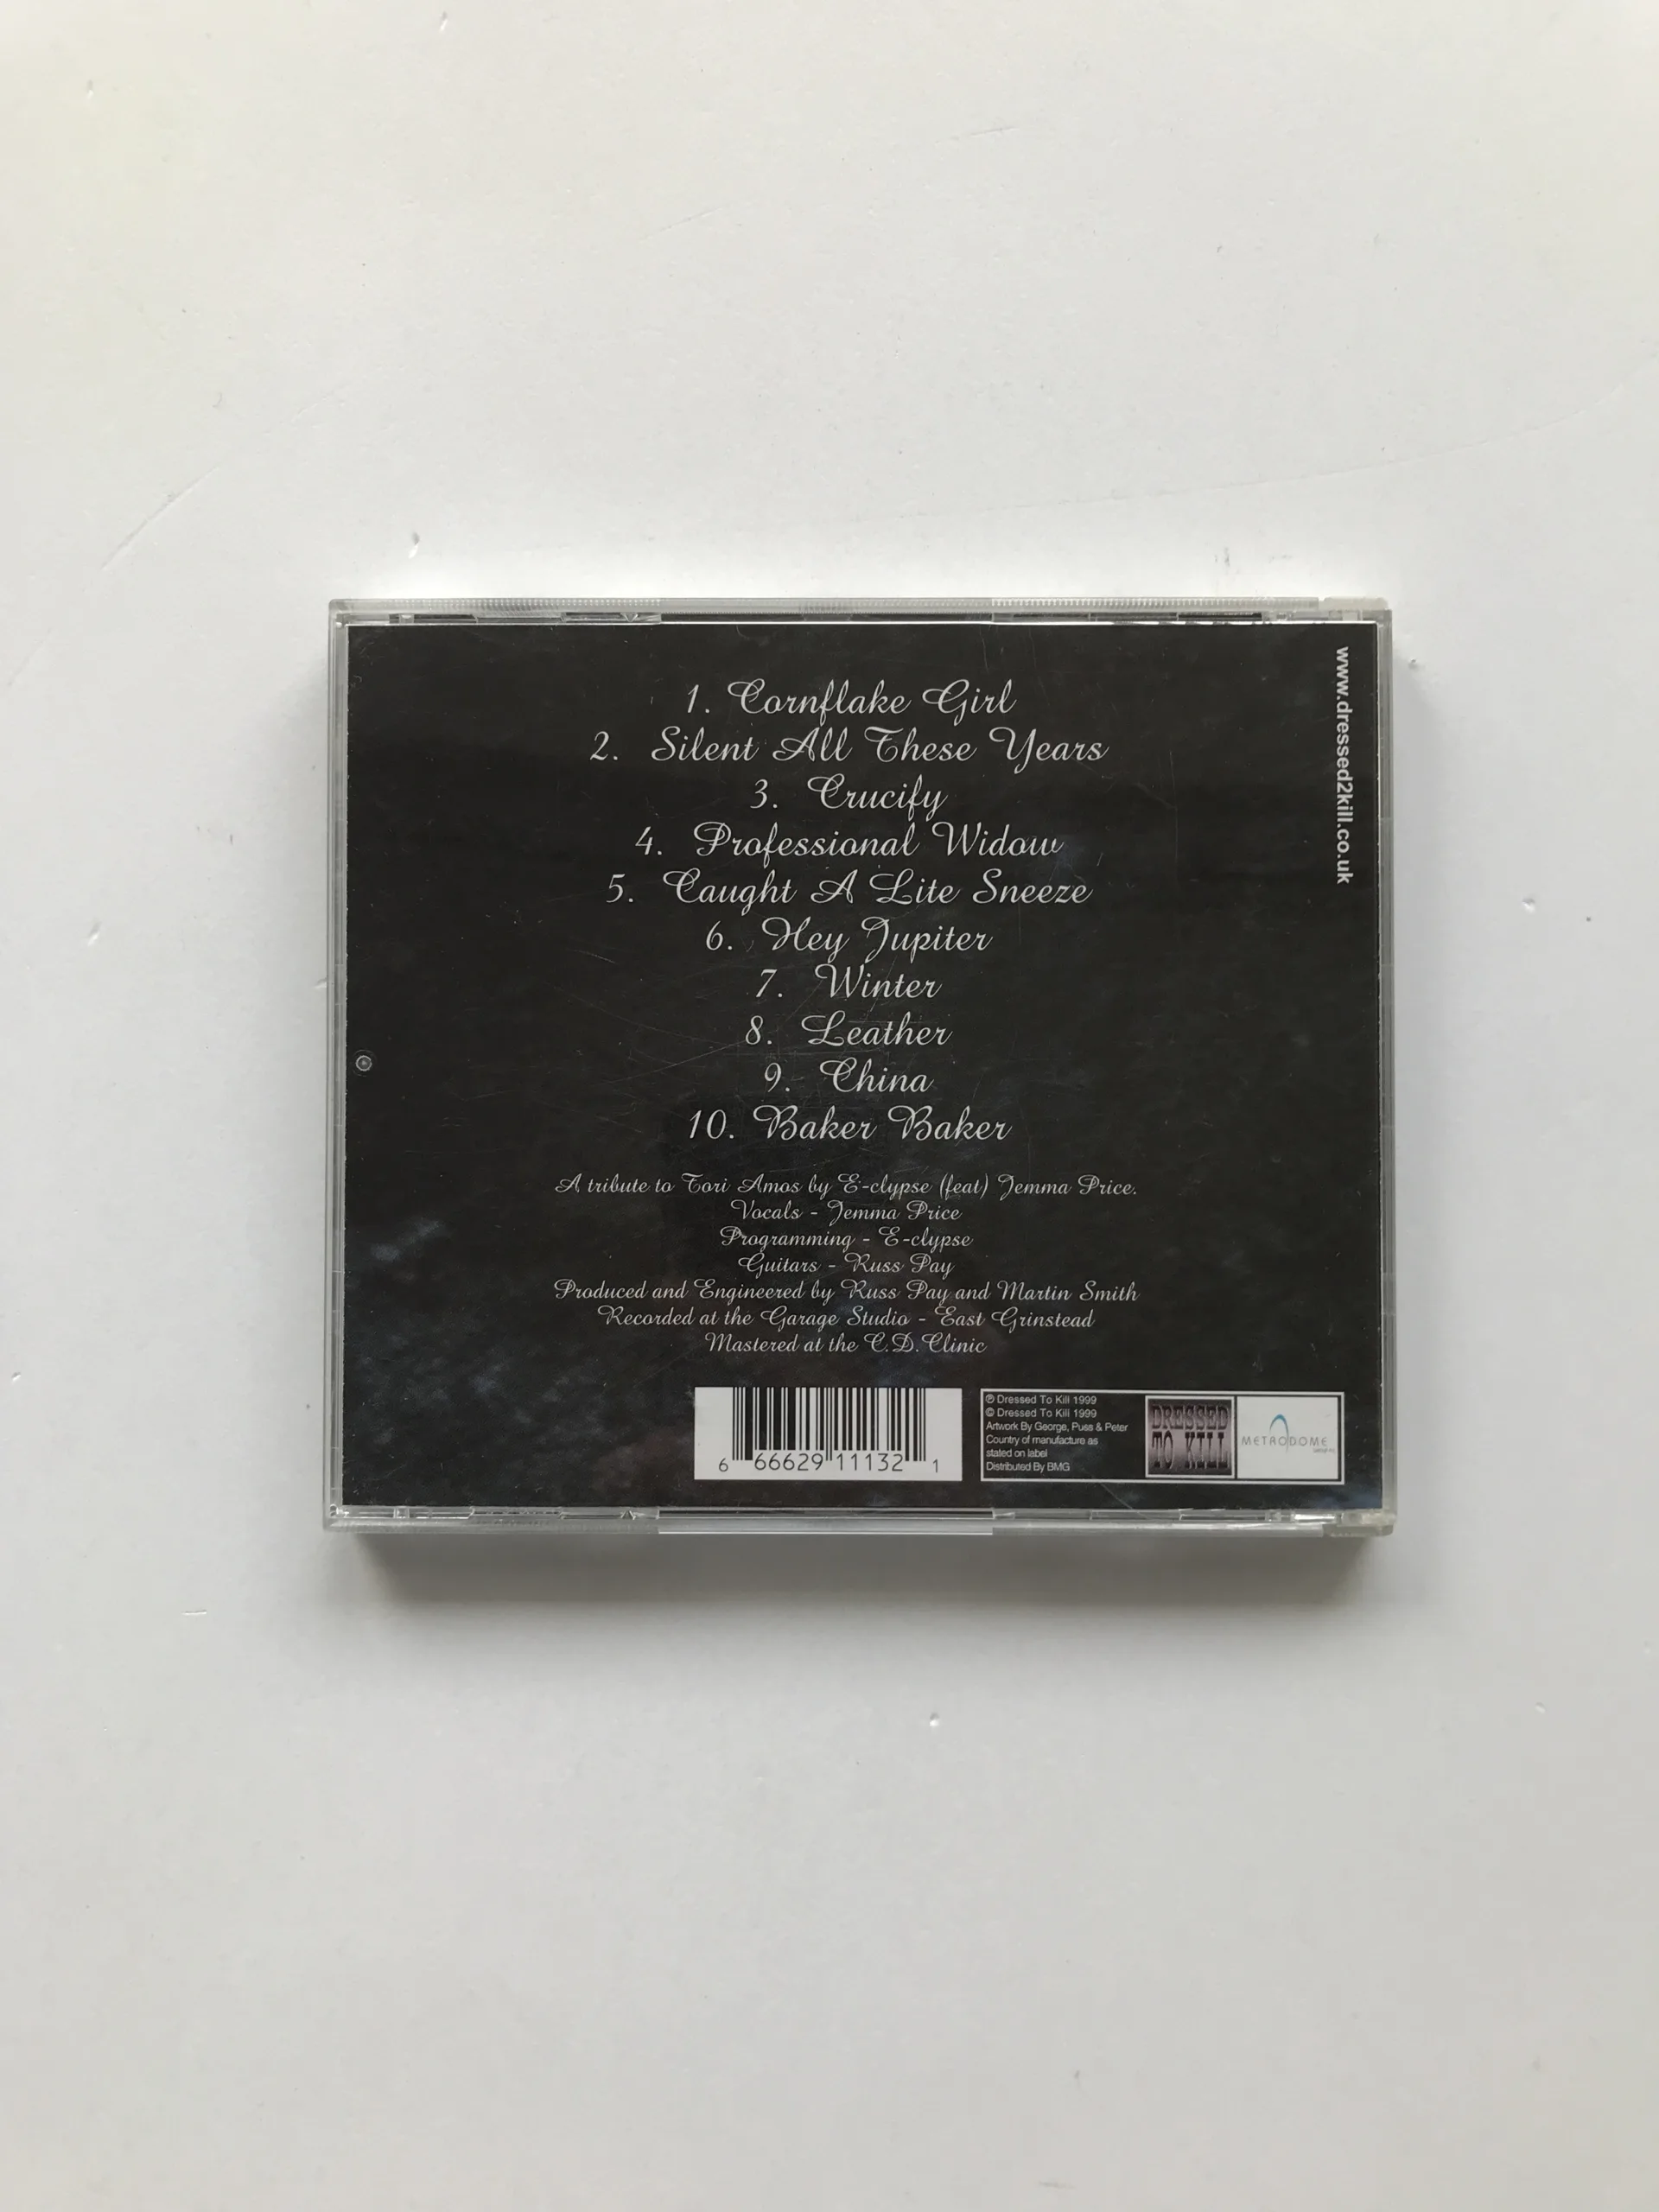 1. Cornflake Girl
2. Silent All These Years
3. Crucify
4. Professional Widow
5. Caught A Lite Sneeze
6. Hey Jupiter
7. Winter
8. Leather
9. China
10. Baker Baker
A tribute to Tori Amos by E-clypse (feat) Jemma Price.
Vocals - Jemma Price
Programming - E-clypse
Guitars - Russ Pay
Produced and Engineered by Russ Pay and Martin Smith
Recorded at the Garage Studio - East Grinstead
Mastered at the C.D. Clinic
6 66629 11132 1
℗ Dressed To Kill 1999
© Dressed To Kill 1999
Artwork By George, Puss & Peter
Country of manufacture as
stated on label
Distributed By BMG
DRESSED
TO KILL
METRODOME
www.dressed2kill.co.uk